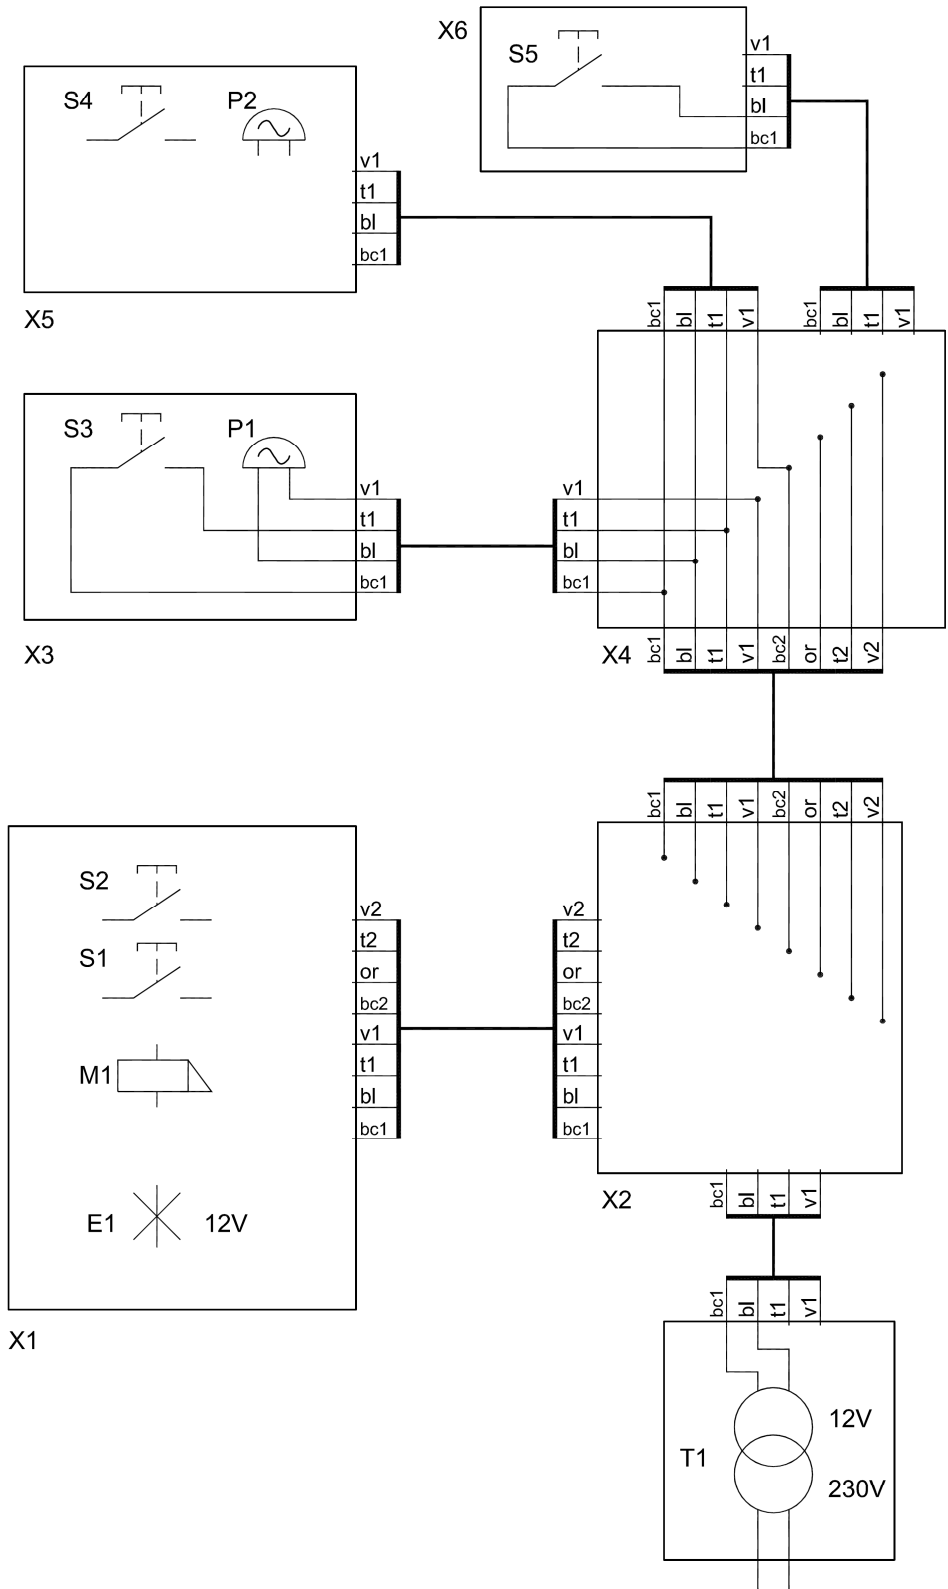 X6
S5
v1
t1
bl
bc1
S4
P2
v1
t1
bl
bc1
X5
bc1
bl
t1
v1
bc1
bl
t1
v1
S3
P1
v1
t1
bl
bc1
v1
t1
bl
bc1
X3
X4
bc1
bl
t1
v1
bc2
or
t2
v2
bc1
bl
t1
v1
bc2
or
t2
v2
S2
S1
M1
E1
12V
v2
t2
or
bc2
v1
t1
bl
bc1
v2
t2
or
bc2
v1
t1
bl
bc1
X2
bc1
bl
t1
v1
X1
bc1
bl
t1
v1
12V
T1
230V